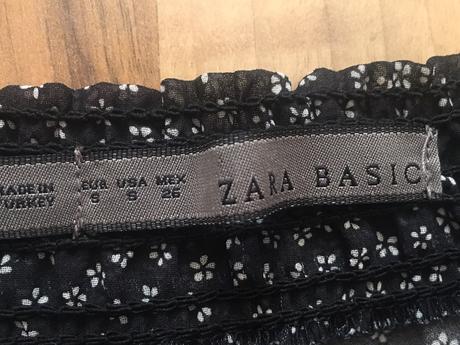 MADE IN
TURKEY
EUR USA MEX
S S 26
ZARA BASIC